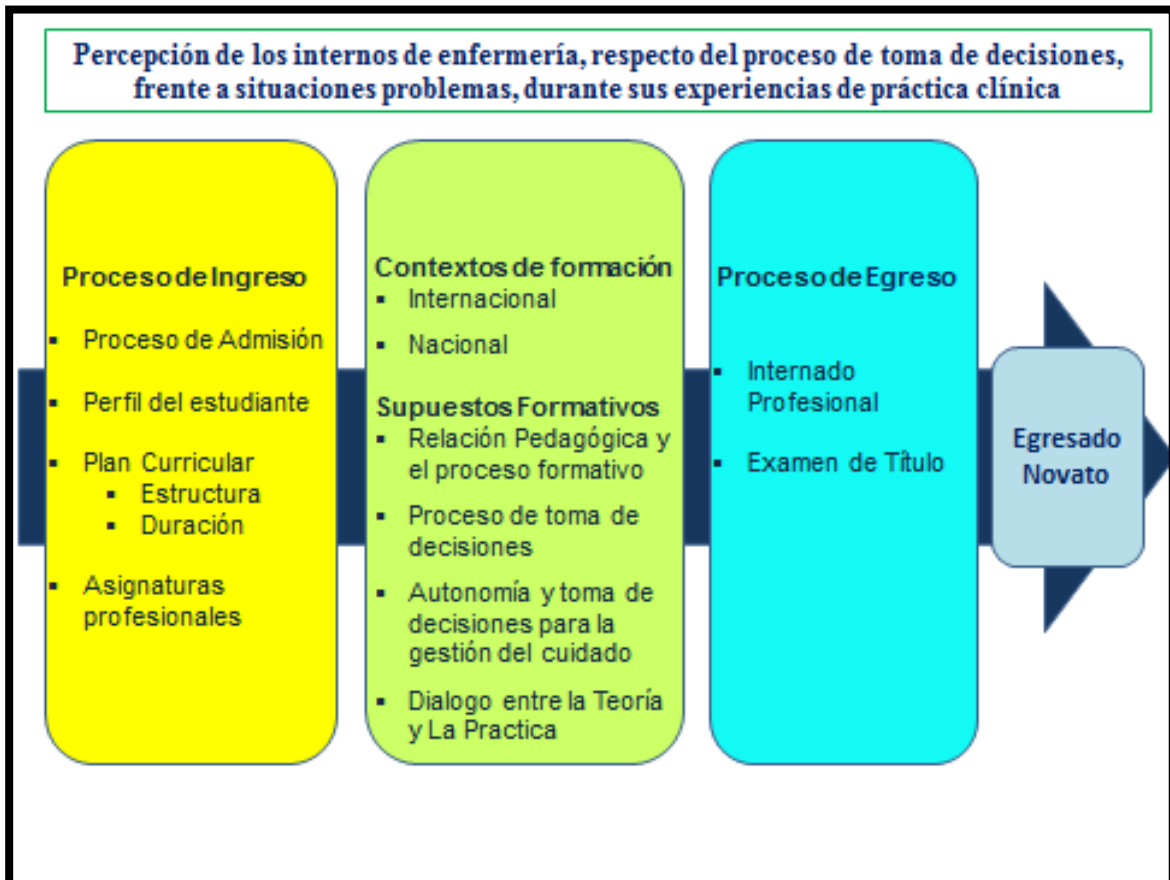 Percepción de los internos de enfermería, respecto del proceso de toma de decisiones,
frente a situaciones problemas, durante sus experiencias de práctica clínica
Proceso de Ingreso
▪ Proceso de Admisión
▪ Perfil del estudiante
▪ Plan Curricular
▪ Estructura
▪ Duración
▪ Asignaturas
profesionales
Contextos de formación
▪ Internacional
▪ Nacional
Supuestos Formativos
▪ Relación Pedagógica y
el proceso formativo
▪ Proceso de toma de
decisiones
▪ Autonomía y toma de
decisiones para la
gestión del cuidado
▪ Dialogo entre la Teoría
y La Practica
Proceso de Egreso
▪ Internado
Profesional
▪ Examen de Título
Egresado
Novato